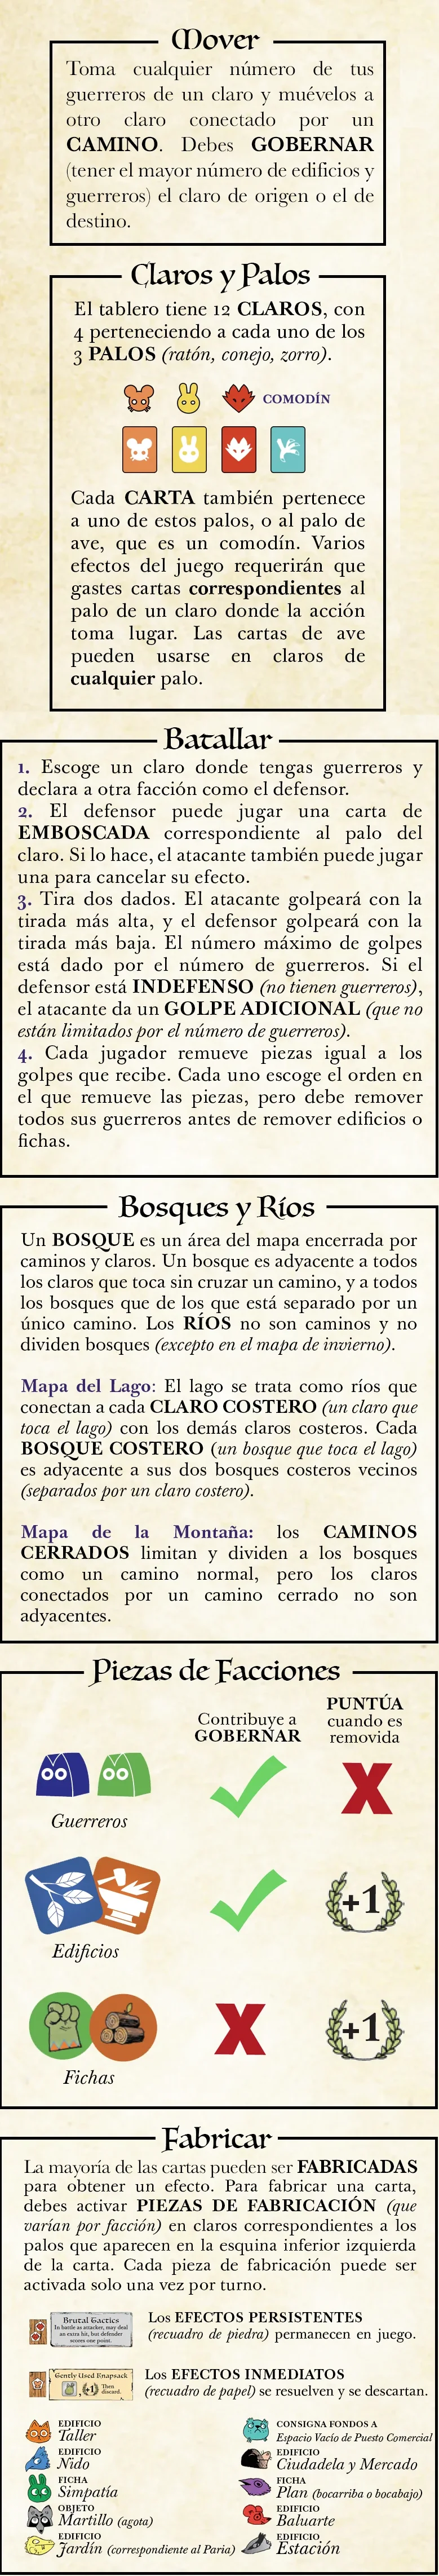 Mover
Toma cualquier número de tus
guerreros de un claro y muévelos a
otro claro conectado por un
CAMINO. Debes GOBERNAR
(tener el mayor número de edificios y
guerreros) el claro de origen o el de
destino.
Claros y Palos
El tablero tiene 12 CLAROS, con
4 perteneciendo a cada uno de los
3 PALOS (ratón, conejo, zorro).
COMODÍN
Cada CARTA también pertenece
a uno de estos palos, o al palo de
ave, que es un comodín. Varios
efectos del juego requerirán que
gastes cartas correspondientes al
palo de un claro donde la acción
toma lugar. Las cartas de ave
pueden usarse en claros de
cualquier palo.
Batallar
1. Escoge un claro donde tengas guerreros y
declara a otra facción como el defensor.
2. El defensor puede jugar una carta de
EMBOSCADA correspondiente al palo del
claro. Si lo hace, el atacante también puede jugar
una para cancelar su efecto.
3. Tira dos dados. El atacante golpeará con la
tirada más alta, y el defensor golpeará con la
tirada más baja. El número máximo de golpes
está dado por el número de guerreros. Si el
defensor está INDEFENSO (no tienen guerreros),
el atacante da un GOLPE ADICIONAL (que no
están limitados por el número de guerreros).
4. Cada jugador remueve piezas igual a los
golpes que recibe. Cada uno escoge el orden en
el que remueve las piezas, pero debe remover
todos sus guerreros antes de remover edificios o
fichas.
Bosques y Ríos
Un BOSQUE es un área del mapa encerrada por
caminos y claros. Un bosque es adyacente a todos
los claros que toca sin cruzar un camino, y a todos
los bosques que de los que está separado por un
único camino. Los RÍOS no son caminos y no
dividen bosques (excepto en el mapa de invierno).
Mapa del Lago: El lago se trata como ríos que
conectan a cada CLARO COSTERO (un claro que
toca el lago) con los demás claros costeros. Cada
BOSQUE COSTERO (un bosque que toca el lago)
es adyacente a sus dos bosques costeros vecinos
(separados por un claro costero).
Mapa de la Montaña: los CAMINOS
CERRADOS limitan y dividen a los bosques
como un camino normal, pero los claros
conectados por un camino cerrado no son
adyacentes.
Piezas de Facciones
Contribuye a
GOBERNAR
PUNTÚA
cuando es
removida
Guerreros
Edificios
+1
Fichas
+1
Fabricar
La mayoría de las cartas pueden ser FABRICADAS
para obtener un efecto. Para fabricar una carta,
debes activar PIEZAS DE FABRICACIÓN (que
varían por facción) en claros correspondientes a los
palos que aparecen en la esquina inferior izquierda
de la carta. Cada pieza de fabricación puede ser
activada solo una vez por turno.
Brutal Tactics
In battle as attacker, may deal
an extra hit, but defender
scores one point.
Los EFECTOS PERSISTENTES
(recuadro de piedra) permanecen en juego.
Gently Used Knapsack
+1 Then
discard.
Los EFECTOS INMEDIATOS
(recuadro de papel) se resuelven y se descartan.
EDIFICIO
Taller
EDIFICIO
Nido
FICHA
Simpatía
OBJETO
Martillo (agota)
EDIFICIO
Jardín (correspondiente al Paria)
CONSIGNA FONDOS A
Espacio Vacío de Puesto Comercial
EDIFICIO
Ciudadela y Mercado
FICHA
Plan (bocarriba o bocabajo)
EDIFICIO
Baluarte
EDIFICIO
Estación